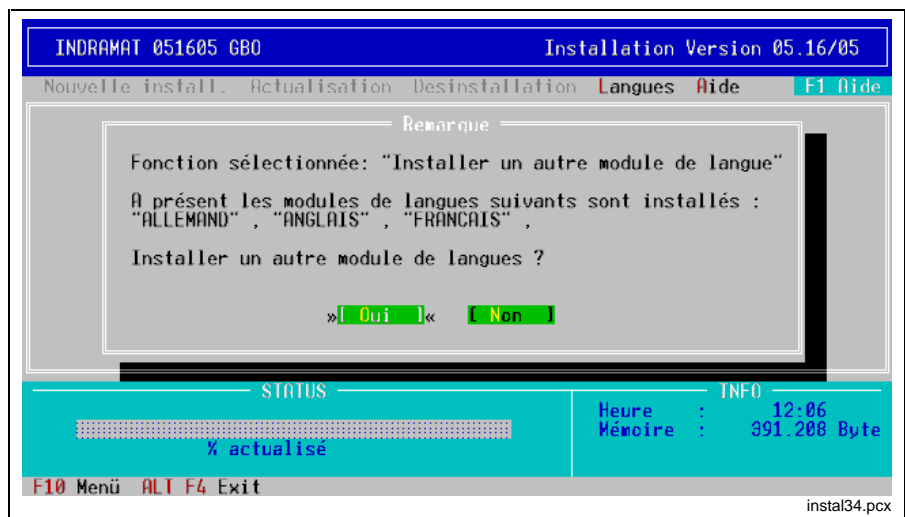 INDRAMAT 051605 GBO Installation Version 05.16/05
Nouvelle install. Actualisation Desinstallation Langues Aide F1 Aide
Remarque
Fonction sélectionnée: "Installer un autre module de langue"
A présent les modules de langues suivants sont installés :
"ALLEMAND" , "ANGLAIS" , "FRANCAIS" ,
Installer un autre module de langues ?
»[ Oui ]« [ Non ]
STATUS
INFO
Heure : 12:06
Mémoire : 391.208 Byte
% actualisé
F10 Menü ALT F4 Exit
instal34.pcx